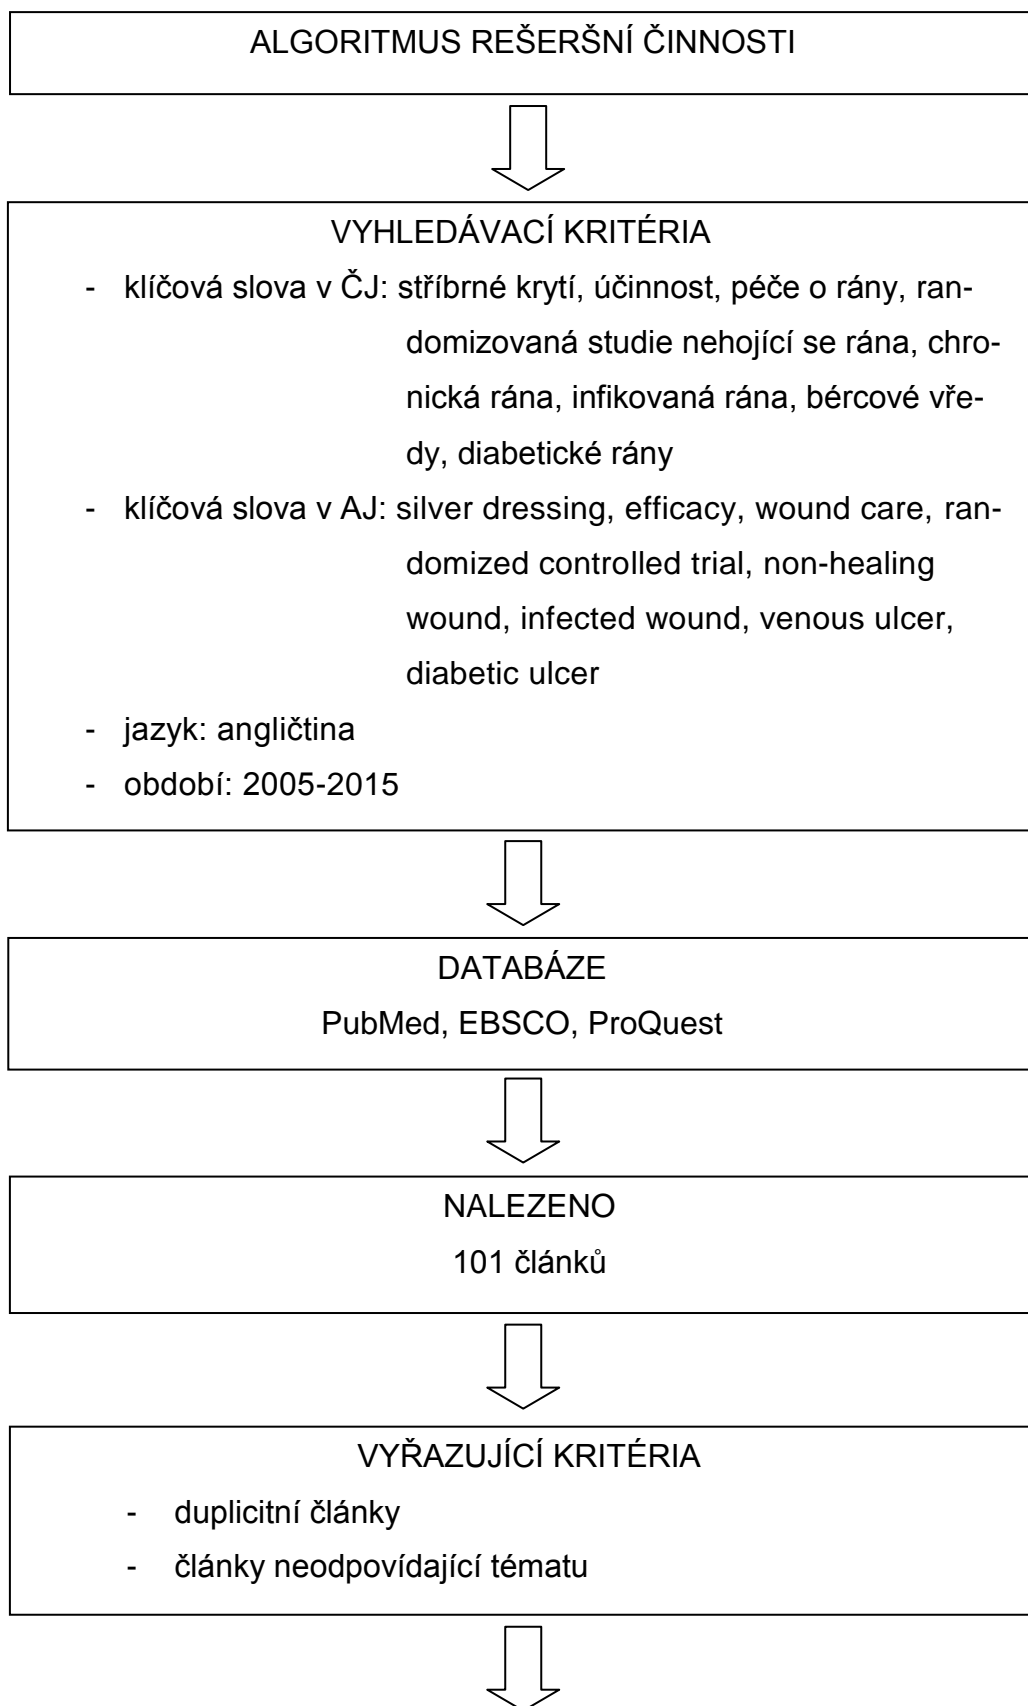 ALGORITMUS REŠERŠNÍ ČINNOSTI
VYHLEDÁVACÍ KRITÉRIA
- klíčová slova v ČJ: stříbrné krytí, účinnost, péče o rány, ran-
domizovaná studie nehojící se rána, chro-
nická rána, infikovaná rána, bércové vře-
dy, diabetické rány
- klíčová slova v AJ: silver dressing, efficacy, wound care, ran-
domized controlled trial, non-healing
wound, infected wound, venous ulcer,
diabetic ulcer
- jazyk: angličtina
- období: 2005-2015
DATABÁZE
PubMed, EBSCO, ProQuest
NALEZENO
101 článků
VYŘAZUJÍCÍ KRITÉRIA
- duplicitní články
- články neodpovídající tématu